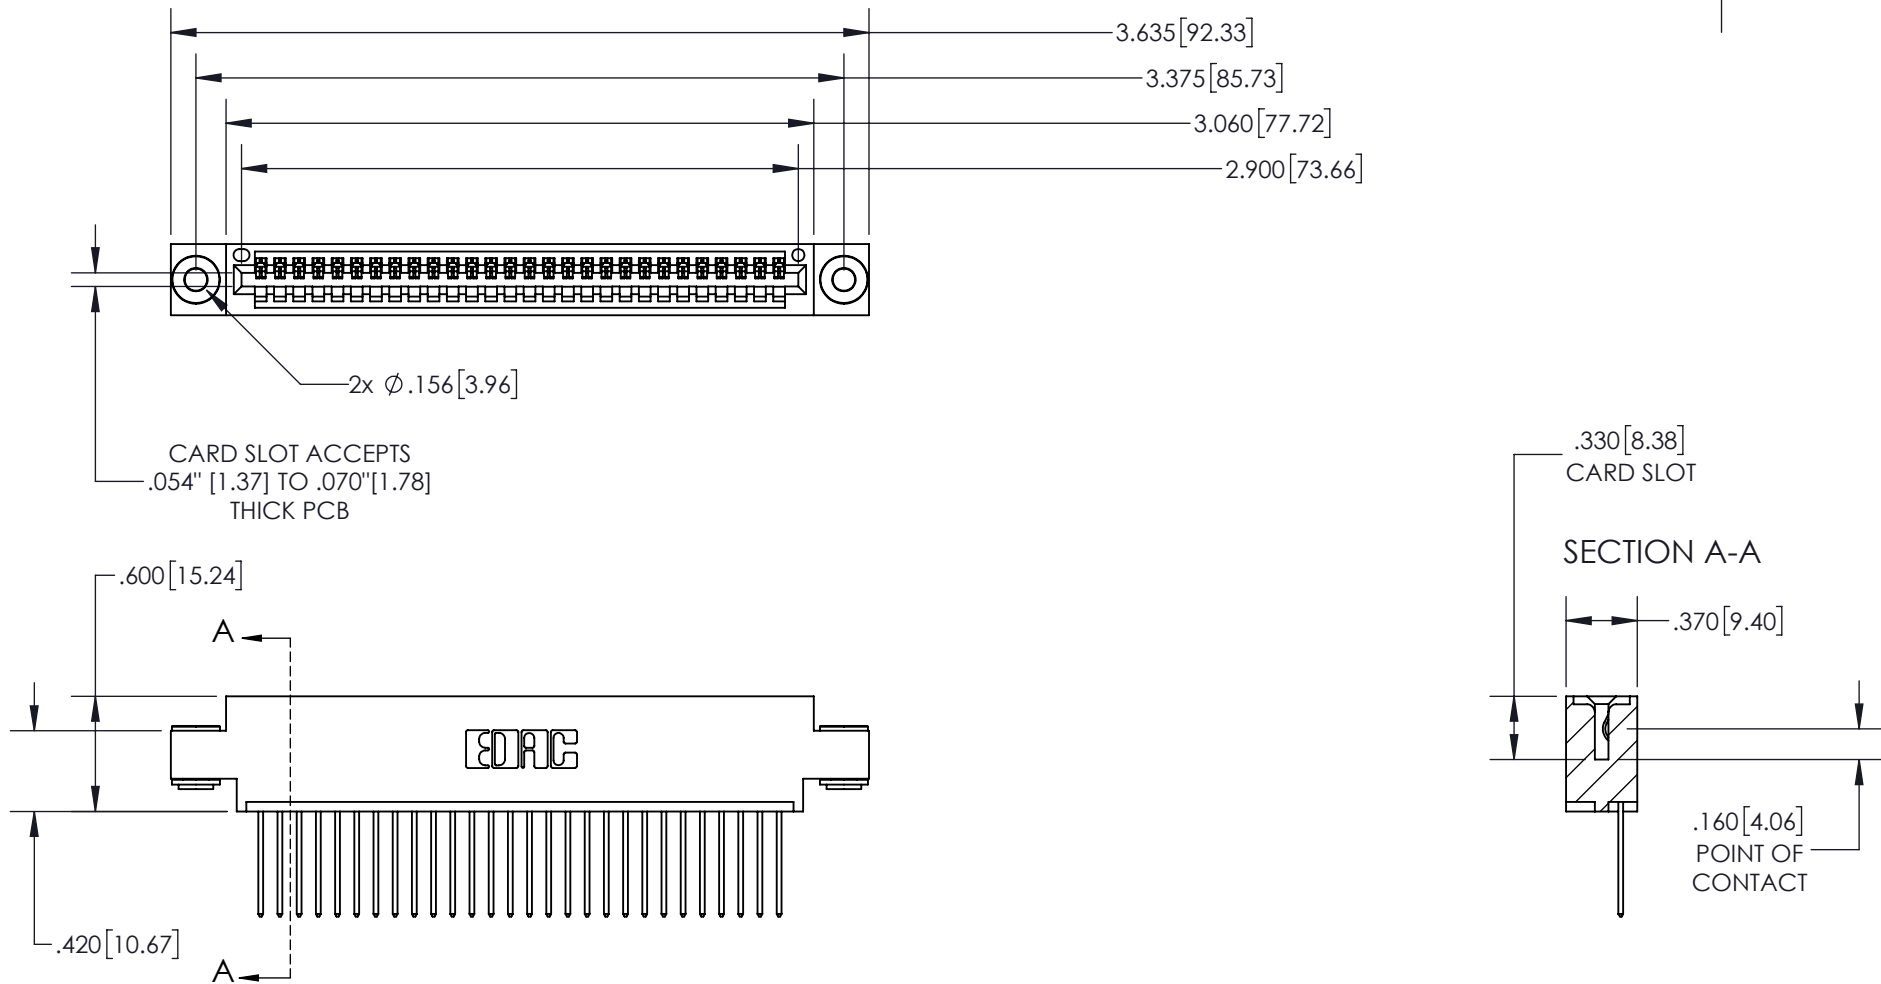 3.635[92.33]
3.375[85.73]
3.060[77.72]
2.900[73.66]
2x Ø.156[3.96]
CARD SLOT ACCEPTS
.054" [1.37] TO .070"[1.78]
THICK PCB
.330[8.38]
CARD SLOT
SECTION A-A
.600[15.24]
.370[9.40]
A
EDAC
.160[4.06]
POINT OF
CONTACT
.420[10.67]
A